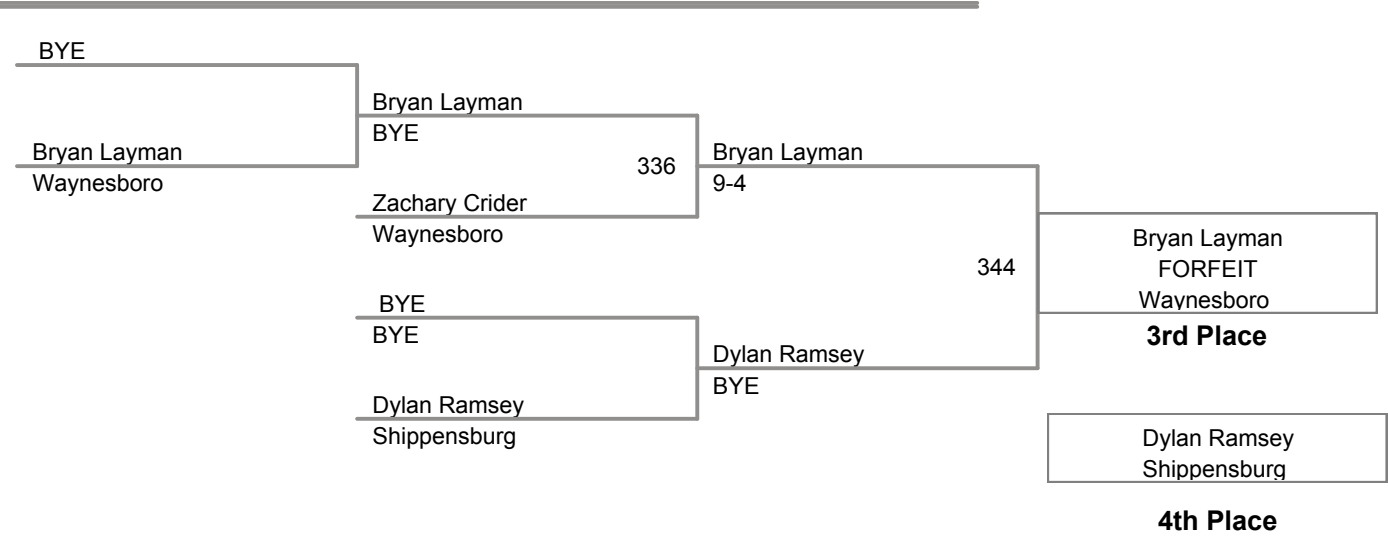 BYE
Bryan Layman
Waynesboro
Bryan Layman
BYE
336
Zachary Crider
Waynesboro
BYE
BYE
Dylan Ramsey
Shippensburg
Bryan Layman
9-4
344
Dylan Ramsey
BYE
Bryan Layman
FORFEIT
Waynesboro
3rd Place
Dylan Ramsey
Shippensburg
4th Place